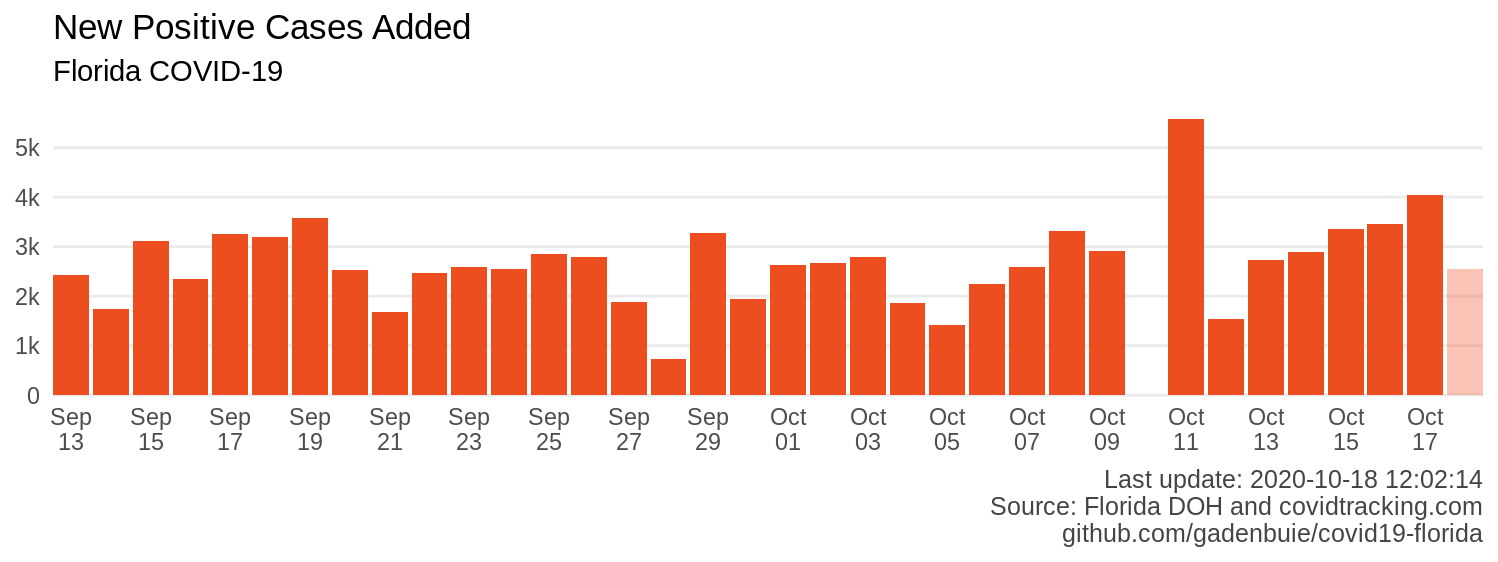 New Positive Cases Added
Florida COVID-19
5k
4k
3k
2k
1k
0
Sep Sep Sep Sep Sep Sep Sep Sep Sep Oct Oct Oct Oct Oct Oct Oct Oct Oct
13 15 17 19 21 23 25 27 29 01 03 05 07 09 11 13 15 17
Last update: 2020-10-18 12:02:14
Source: Florida DOH and covidtracking.com
github.com/gadenbuie/covid19-florida